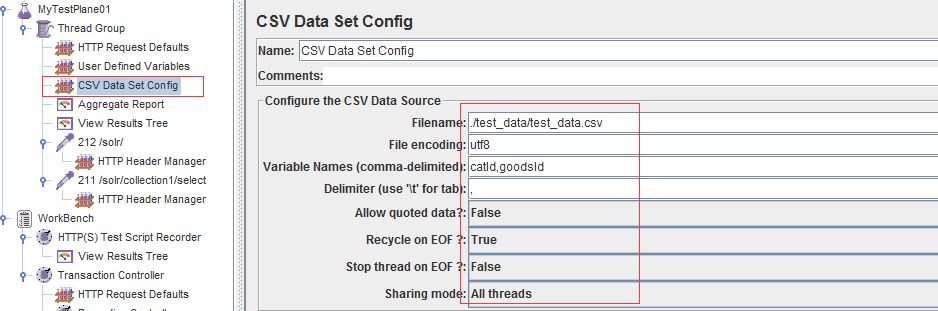 MyTestPlane01
Thread Group
HTTP Request Defaults
User Defined Variables
CSV Data Set Config
Aggregate Report
View Results Tree
212 /solr/
HTTP Header Manager
211 /solr/collection1/select
HTTP Header Manager
WorkBench
HTTP(S) Test Script Recorder
View Results Tree
Transaction Controller
HTTP Request Defaults
CSV Data Set Config
Name: CSV Data Set Config
Comments:
Configure the CSV Data Source
Filename: ./test_data/test_data.csv
File encoding: utf8
Variable Names (comma-delimited): catId,goodsId
Delimiter (use '\t' for tab): ,
Allow quoted data?: False
Recycle on EOF ?: True
Stop thread on EOF ?: False
Sharing mode: All threads